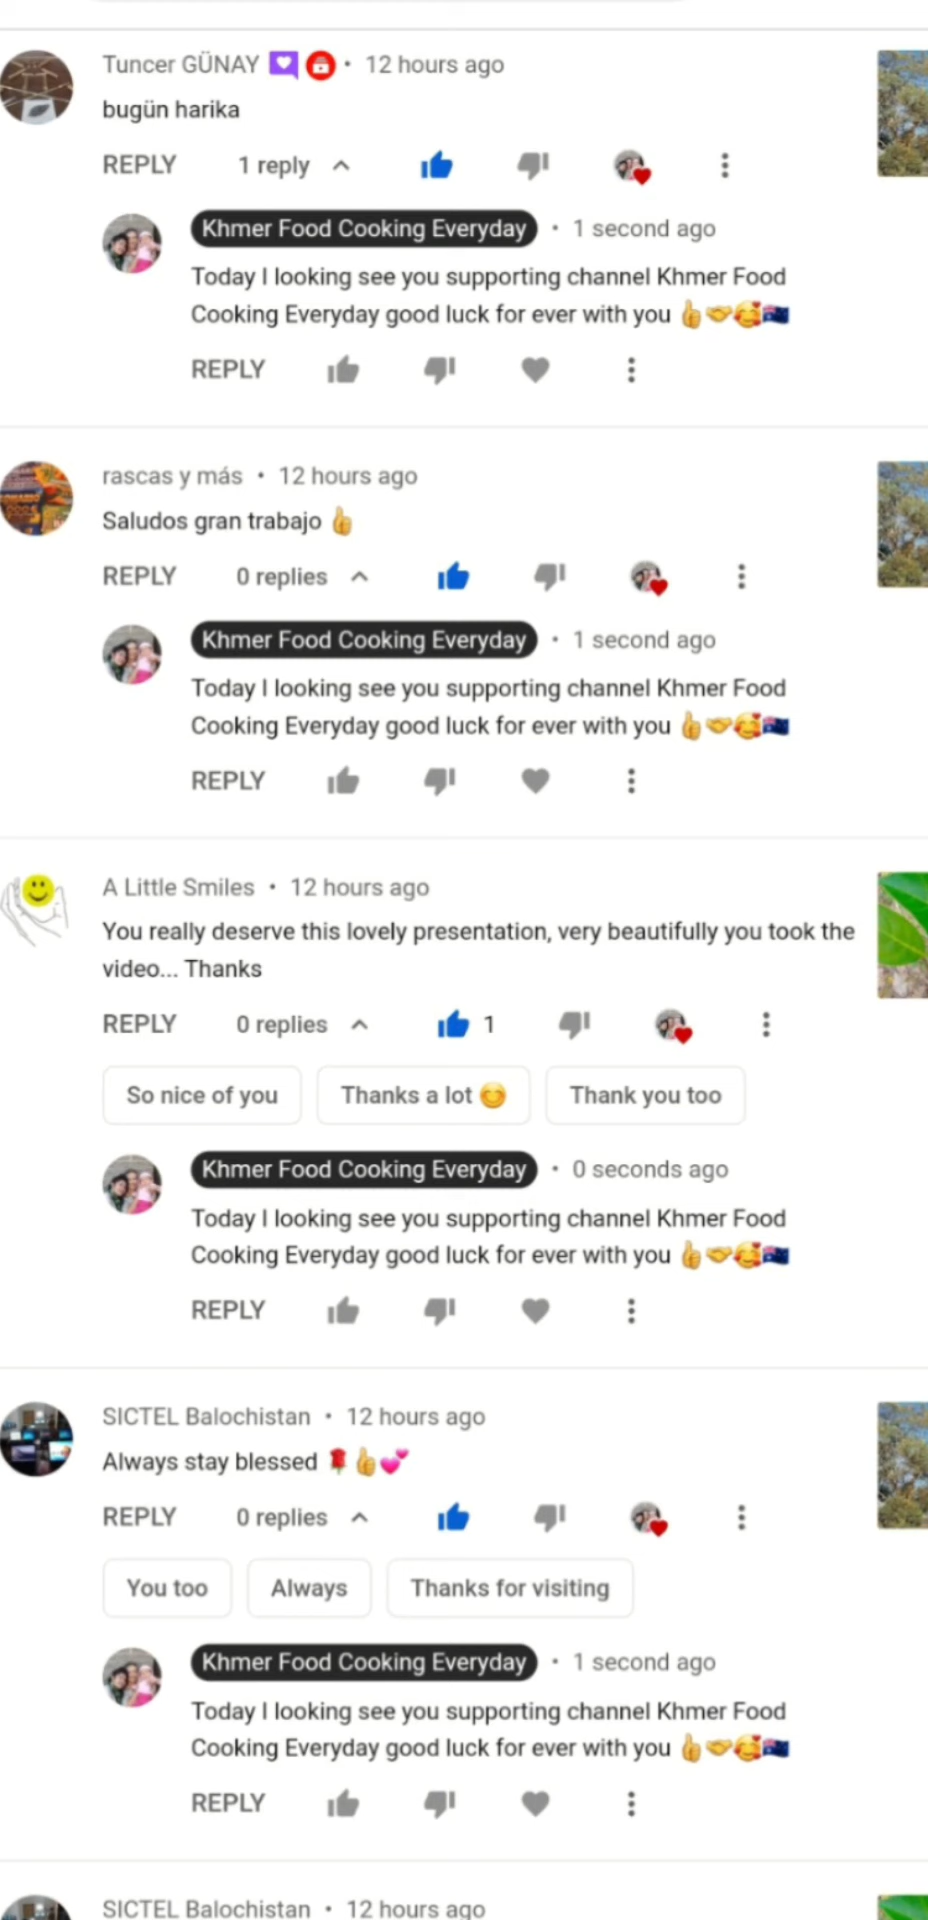 Tuncer GÜNAY • 12 hours ago
bugün harika
REPLY 1 reply
Khmer Food Cooking Everyday • 1 second ago
Today I looking see you supporting channel Khmer Food
Cooking Everyday good luck for ever with you 👍🤝🥰🇦🇺
REPLY
rascas y más • 12 hours ago
Saludos gran trabajo 👍
REPLY 0 replies
Khmer Food Cooking Everyday • 1 second ago
Today I looking see you supporting channel Khmer Food
Cooking Everyday good luck for ever with you 👍🤝🥰🇦🇺
REPLY
A Little Smiles • 12 hours ago
You really deserve this lovely presentation, very beautifully you took the
video... Thanks
REPLY 0 replies 1
So nice of you Thanks a lot 😊 Thank you too
Khmer Food Cooking Everyday • 0 seconds ago
Today I looking see you supporting channel Khmer Food
Cooking Everyday good luck for ever with you 👍🤝🥰🇦🇺
REPLY
SICTEL Balochistan • 12 hours ago
Always stay blessed 🌹👍💕
REPLY 0 replies
You too Always Thanks for visiting
Khmer Food Cooking Everyday • 1 second ago
Today I looking see you supporting channel Khmer Food
Cooking Everyday good luck for ever with you 👍🤝🥰🇦🇺
REPLY
SICTEL Balochistan • 12 hours ago